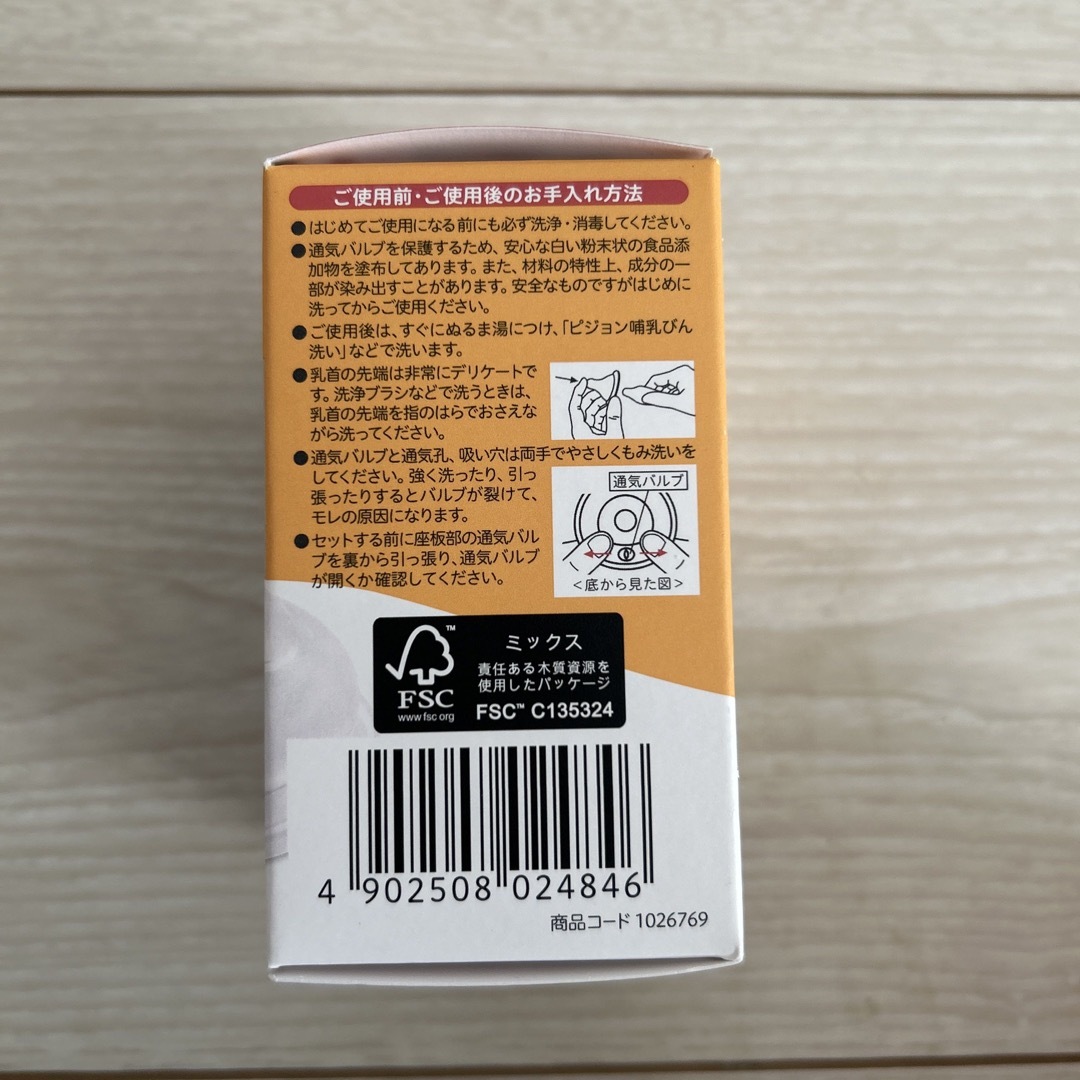 ご使用前・ご使用後のお手入れ方法
●はじめてご使用になる前にも必ず洗浄・消毒してください。
●通気バルブを保護するため、安心な白い粉末状の食品添
加物を塗布してあります。また、材料の特性上、成分の一
部が染み出すことがあります。安全なものですがはじめに
洗ってからご使用ください。
●ご使用後は、すぐにぬるま湯につけ、「ピジョン哺乳びん
洗い」などで洗います。
●乳首の先端は非常にデリケートで
す。洗浄ブラシなどで洗うときは、
乳首の先端を指のはらでおさえな
がら洗ってください。
●通気バルブと通気孔、吸い穴は両手でやさしくもみ洗いを
してください。強く洗ったり、引っ
張ったりするとバルブが裂けて、
モレの原因になります。
通気バルブ
●セットする前に座板部の通気バル
ブを裏から引っ張り、通気バルブ
が開くか確認してください。
<底から見た図>
FSC
™
www.fsc.org
ミックス
責任ある木質資源を
使用したパッケージ
FSC™ C135324
4 902508 024846
商品コード 1026769